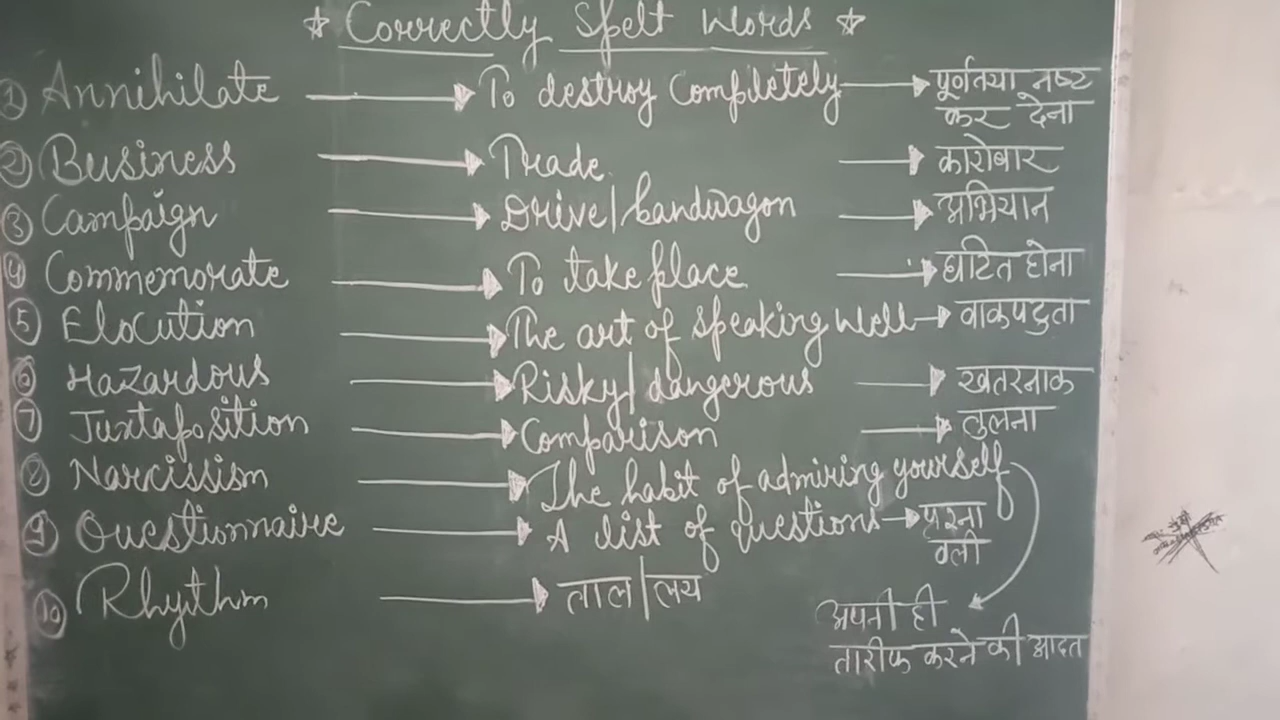 ★ Correctly Spelt Words ★
① Annihilate → To destroy Completely → पूर्णतया नष्ट
कर देना
② Business → Trade → कारोबार
③ Campaign → Drive/bandwagon → अभियान
④ Commemorate → To take place → घटित होना
⑤ Elocution → The art of speaking well → वाकपटुता
⑥ Hazardous → Risky/dangerous → खतरनाक
⑦ Juxtaposition → Comparison → तुलना
⑧ Narcissism → The habit of admiring yourself
⑨ Questionnaire → A list of questions → प्रश्ना
वली
⑩ Rhythm → ताल/लय
अपनी ही
तारीफ करने की आदत